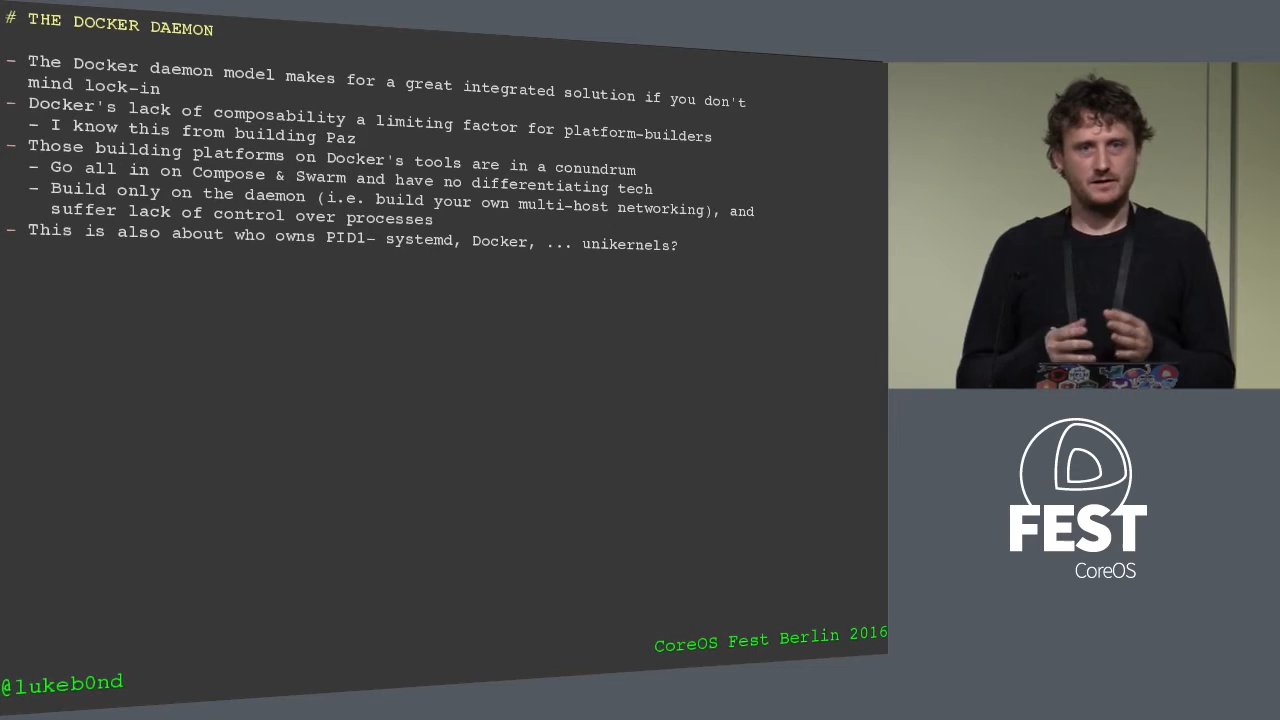 # THE DOCKER DAEMON
- The Docker daemon model makes for a great integrated solution if you don't
mind lock-in
- Docker's lack of composability a limiting factor for platform-builders
- I know this from building Paz
- Those building platforms on Docker's tools are in a conundrum
- Go all in on Compose & Swarm and have no differentiating tech
- Build only on the daemon (i.e. build your own multi-host networking), and
suffer lack of control over processes
- This is also about who owns PID1- systemd, Docker, ... unikernels?
CoreOS Fest Berlin 2016
@lukeb0nd
FEST
CoreOS